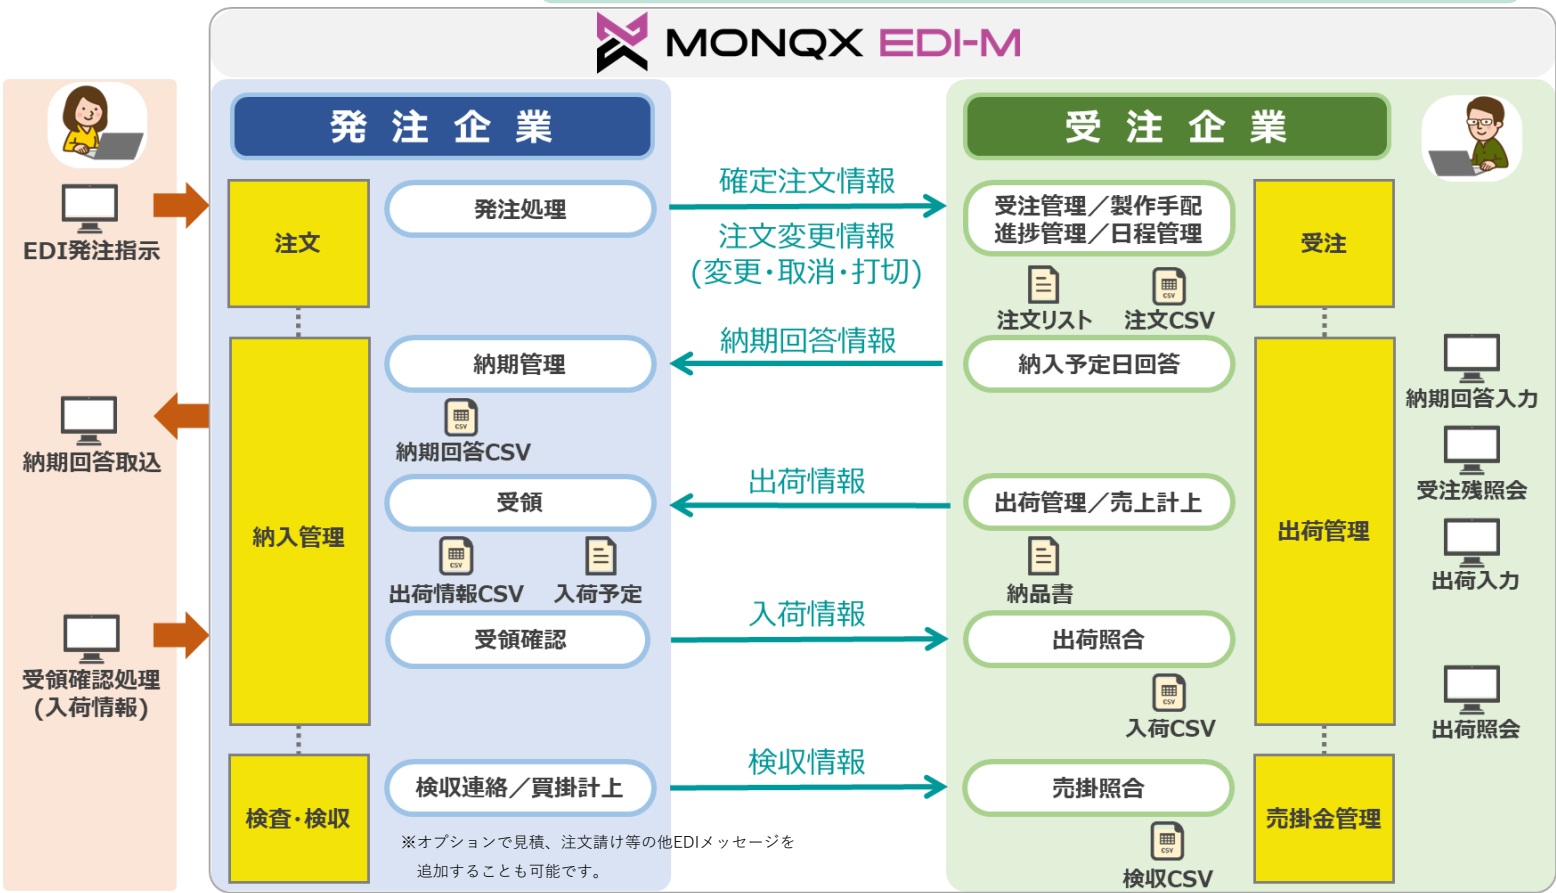 MONQX EDI-M
発注企業
受注企業
EDI発注指示
注文
発注処理
確定注文情報
注文変更情報
(変更・取消・打切)
受注管理／製作手配
進捗管理／日程管理
受注
注文リスト
CSV
注文CSV
納期回答取込
納入管理
納期管理
納期回答情報
納入予定日回答
出荷管理
納期回答入力
CSV
納期回答CSV
受注残照会
受領
出荷情報
出荷管理／売上計上
CSV
出荷情報CSV
入荷予定
納品書
出荷入力
受領確認処理
(入荷情報)
受領確認
入荷情報
出荷照合
CSV
入荷CSV
出荷照会
検査・検収
検収連絡／買掛計上
検収情報
売掛照合
売掛金管理
CSV
検収CSV
※オプションで見積、注文請け等の他EDIメッセージを
追加することも可能です。